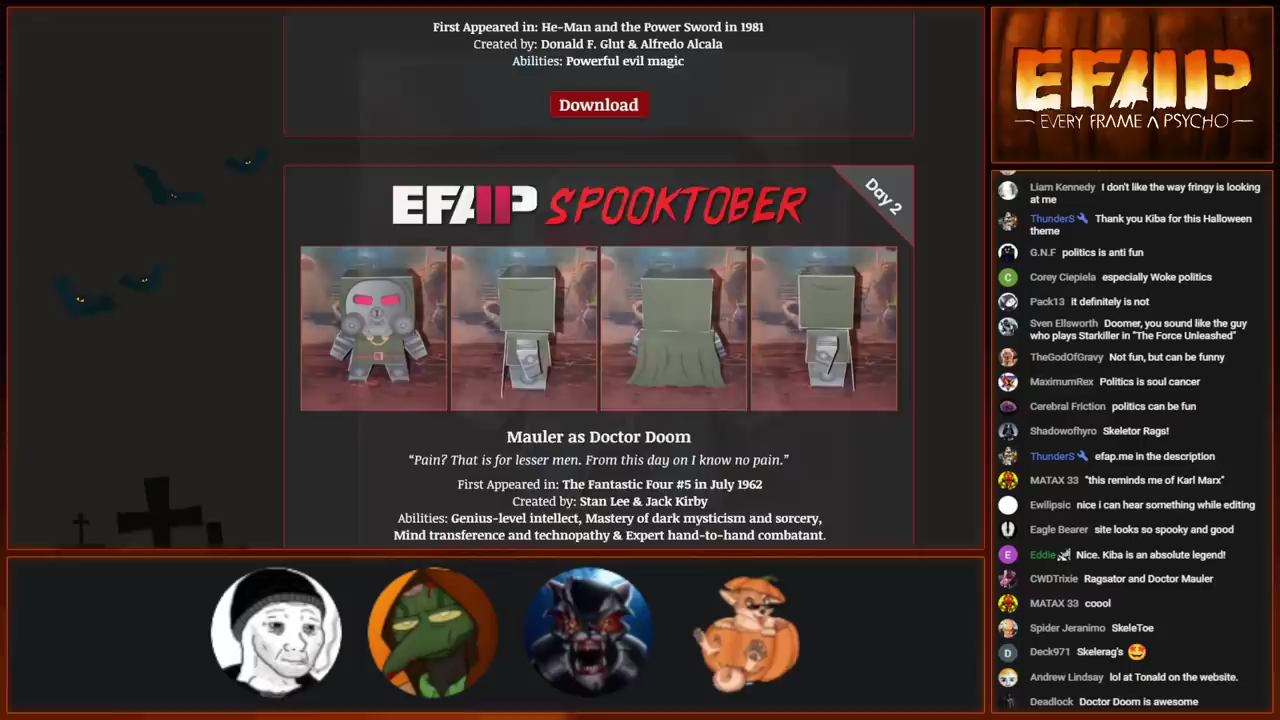 First Appeared in: He-Man and the Power Sword in 1981
Created by: Donald F. Glut & Alfredo Alcala
Abilities: Powerful evil magic
Download
EFAP SPOOKTOBER
Day 2
Mauler as Doctor Doom
“Pain? That is for lesser men. From this day on I know no pain.”
First Appeared in: The Fantastic Four #5 in July 1962
Created by: Stan Lee & Jack Kirby
Abilities: Genius-level intellect, Mastery of dark mysticism and sorcery,
Mind transference and technopathy & Expert hand-to-hand combatant.
EFAP
EVERY FRAME A PSYCHO
Liam Kennedy I don't like the way fringy is looking
at me
ThunderS Thank you Kiba for this Halloween
theme
G.N.F politics is anti fun
C Corey Ciepiela especially Woke politics
Pack13 it definitely is not
Sven Ellsworth Doomer, you sound like the guy
who plays Starkiller in "The Force Unleashed"
TheGodOfGravy Not fun, but can be funny
MaximumRex Politics is soul cancer
Cerebral Friction politics can be fun
Shadowofhyro Skeletor Rags!
ThunderS efap.me in the description
MATAX 33 "this reminds me of Karl Marx"
Ewilipsic nice i can hear something while editing
Eagle Bearer site looks so spooky and good
E Eddie Nice. Kiba is an absolute legend!
CWDTrixie Ragsator and Doctor Mauler
MATAX 33 coool
Spider Jeranimo SkeleToe
D Deck971 Skelerag's 🤩
Andrew Lindsay lol at Tonald on the website.
Deadlock Doctor Doom is awesome